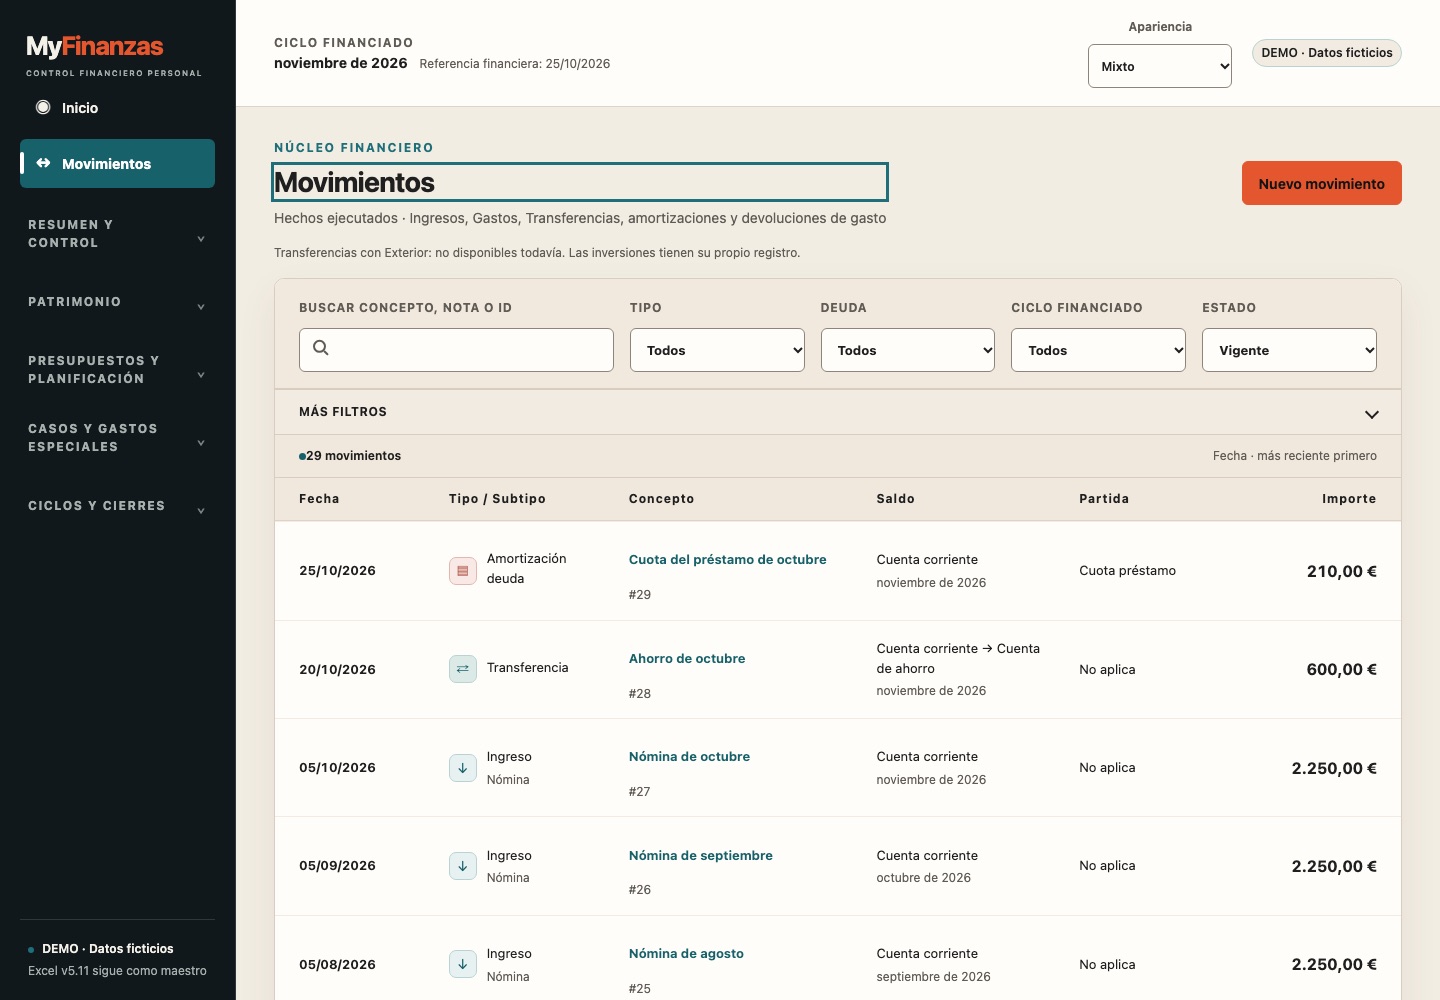 MyFinanzas
CONTROL FINANCIERO PERSONAL
Inicio
Movimientos
RESUMEN Y
CONTROL
PATRIMONIO
PRESUPUESTOS Y
PLANIFICACIÓN
CASOS Y GASTOS
ESPECIALES
CICLOS Y CIERRES
DEMO · Datos ficticios
Excel v5.11 sigue como maestro
CICLO FINANCIADO
noviembre de 2026 Referencia financiera: 25/10/2026
Apariencia
Mixto
DEMO · Datos ficticios
NÚCLEO FINANCIERO
Movimientos
Hechos ejecutados · Ingresos, Gastos, Transferencias, amortizaciones y devoluciones de gasto
Nuevo movimiento
Transferencias con Exterior: no disponibles todavía. Las inversiones tienen su propio registro.
BUSCAR CONCEPTO, NOTA O ID TIPO DEUDA CICLO FINANCIADO ESTADO
Todos Todos Todos Vigente
MÁS FILTROS
29 movimientos Fecha · más reciente primero
Fecha Tipo / Subtipo Concepto Saldo Partida Importe
25/10/2026
Amortización
deuda
Cuota del préstamo de octubre
#29
Cuenta corriente
noviembre de 2026
Cuota préstamo
210,00 €
20/10/2026
Transferencia
Ahorro de octubre
#28
Cuenta corriente → Cuenta
de ahorro
noviembre de 2026
No aplica
600,00 €
05/10/2026
Ingreso
Nómina
Nómina de octubre
#27
Cuenta corriente
noviembre de 2026
No aplica
2.250,00 €
05/09/2026
Ingreso
Nómina
Nómina de septiembre
#26
Cuenta corriente
octubre de 2026
No aplica
2.250,00 €
05/08/2026
Ingreso
Nómina
Nómina de agosto
#25
Cuenta corriente
septiembre de 2026
No aplica
2.250,00 €